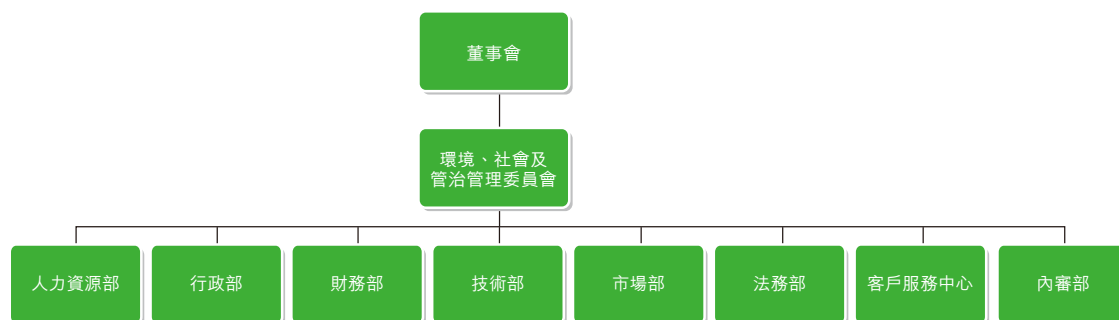 董事會
環境、社會及
管治管理委員會
人力資源部
行政部
財務部
技術部
市場部
法務部
客戶服務中心
內審部